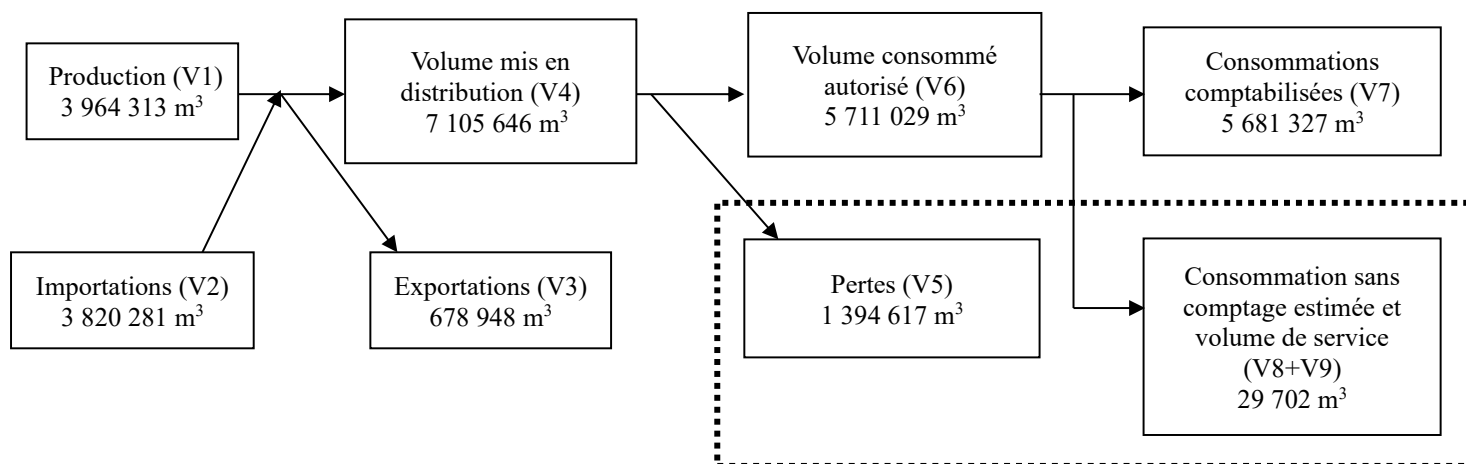 Production (V1)
3 964 313 m³
Volume mis en
distribution (V4)
7 105 646 m³
Volume consommé
autorisé (V6)
5 711 029 m³
Consommations
comptabilisées (V7)
5 681 327 m³
Importations (V2)
3 820 281 m³
Exportations (V3)
678 948 m³
Pertes (V5)
1 394 617 m³
Consommation sans
comptage estimée et
volume de service
(V8+V9)
29 702 m³